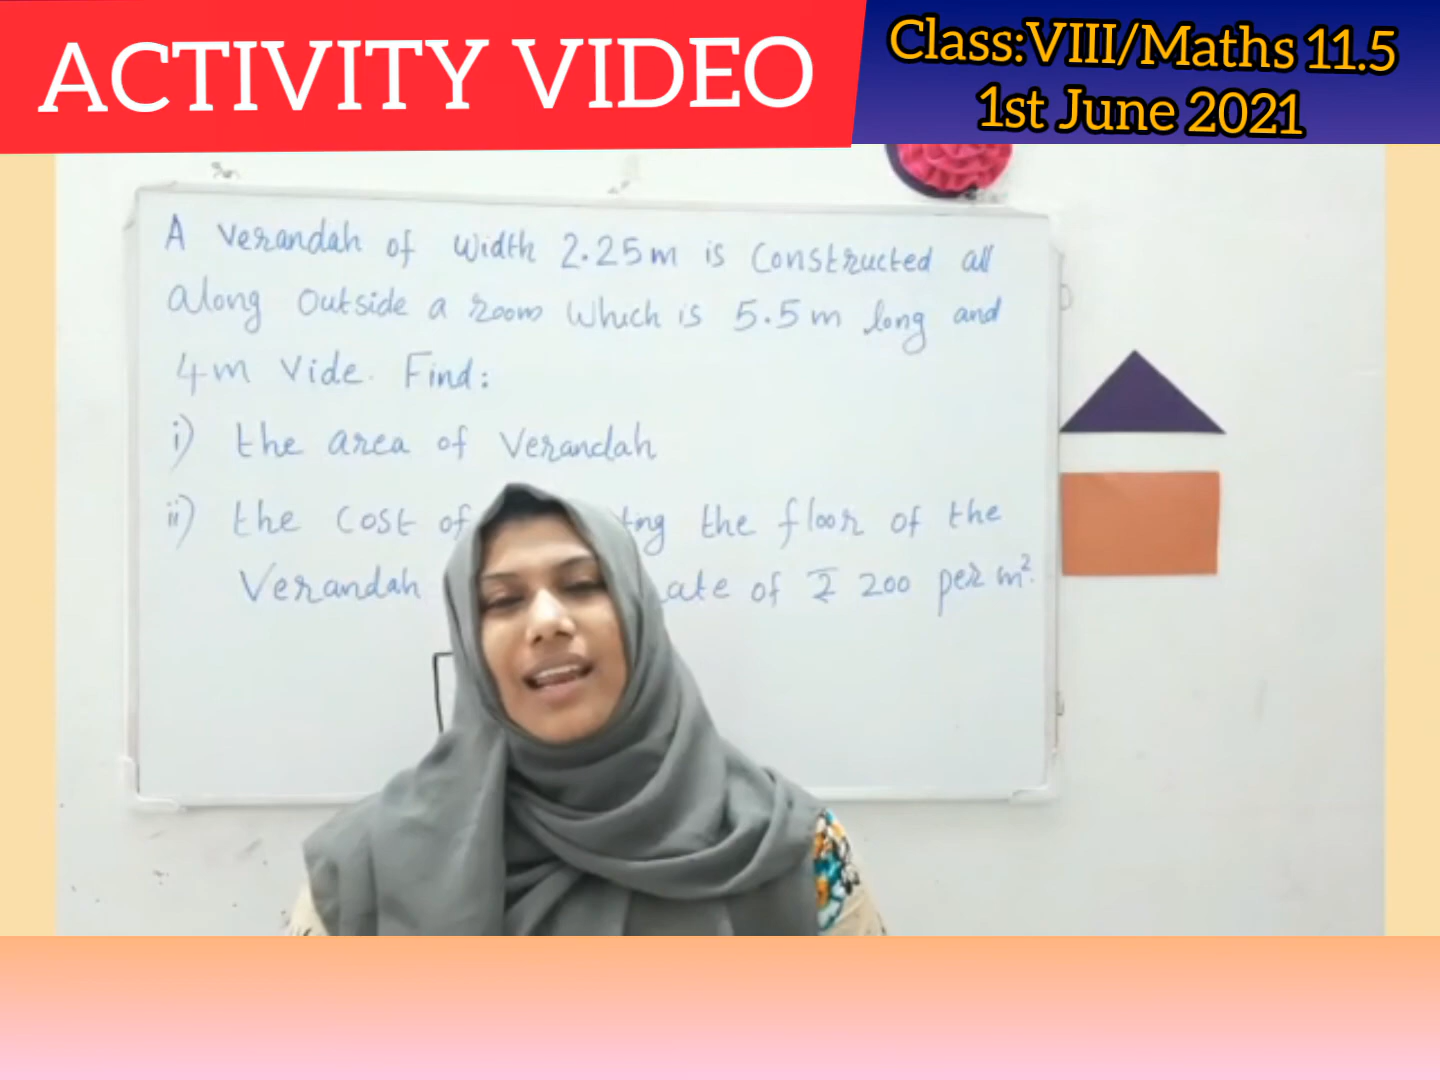 ACTIVITY VIDEO
Class:VIII/Maths 11.5
1st June 2021
A Verandah of width 2.25m is Constructed all
along Outside a room Which is 5.5m long and
4m Vide. Find:
i) the area of Verandah
ii) the Cost of the floor of the
Verandah of ₹ 200 per m².